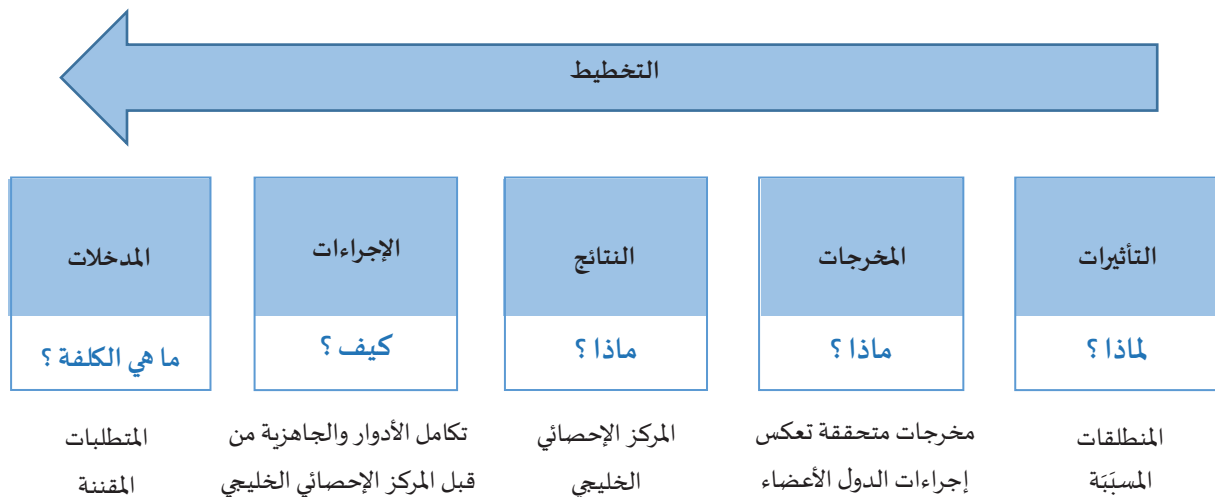 التخطيط
التأثيرات
لماذا ؟
المنطلقات
المسبَبَة
المخرجات
ماذا ؟
مخرجات متحققة تعكس
إجراءات الدول الأعضاء
النتائج
ماذا ؟
المركز الإحصائي
الخليجي
الإجراءات
كيف ؟
تكامل الأدوار والجاهزية من
قبل المركز الإحصائي الخليجي
المدخلات
ما هي الكلفة ؟
المتطلبات
المقننة